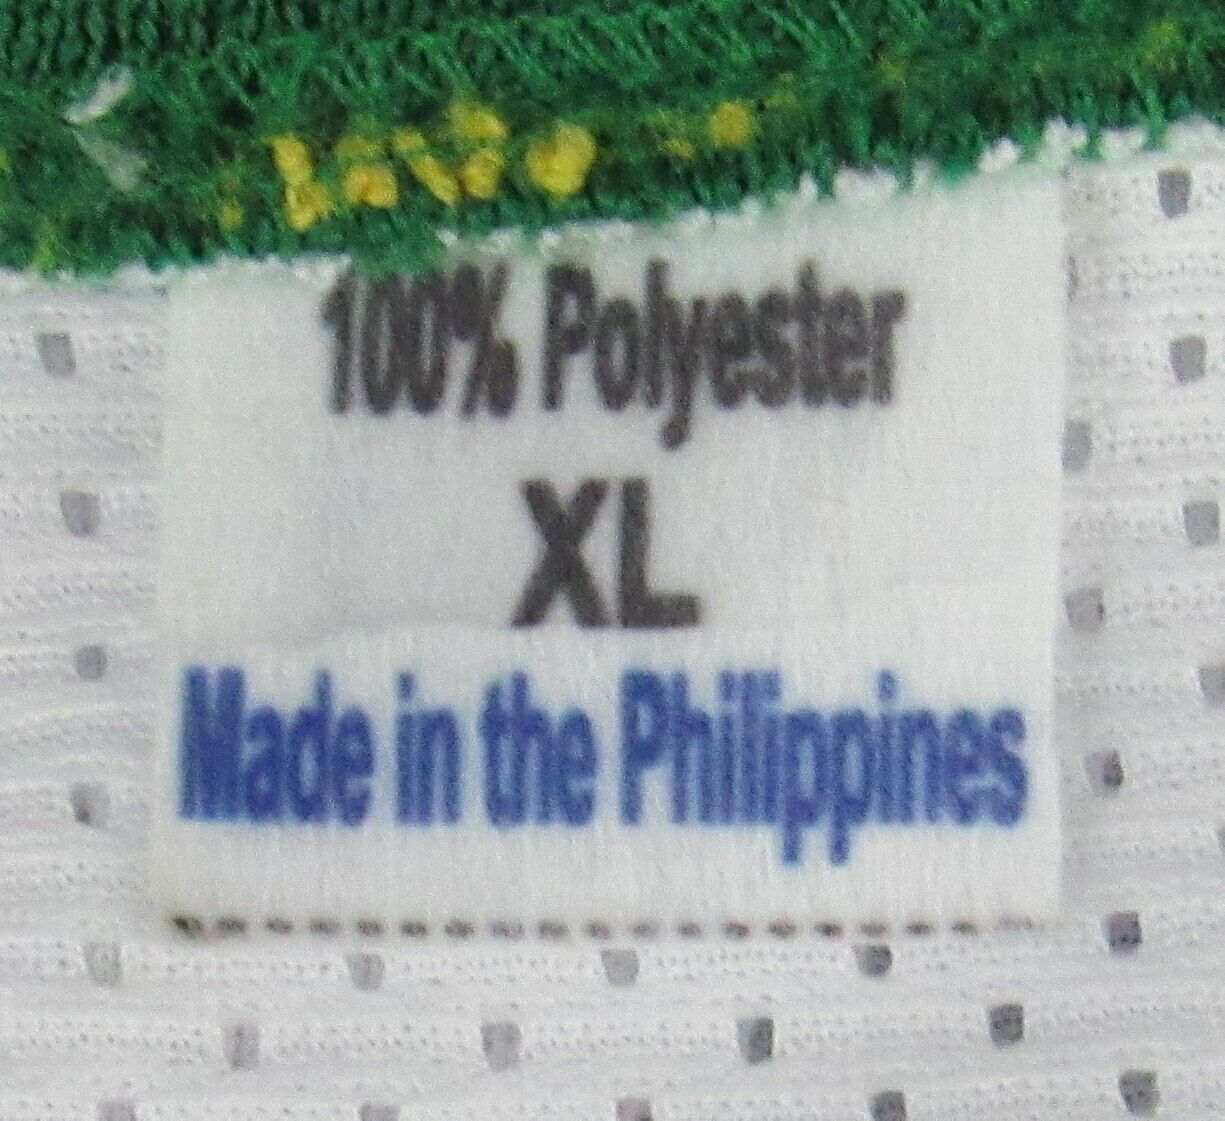 100% Polyester
XL
Made in the Philippines